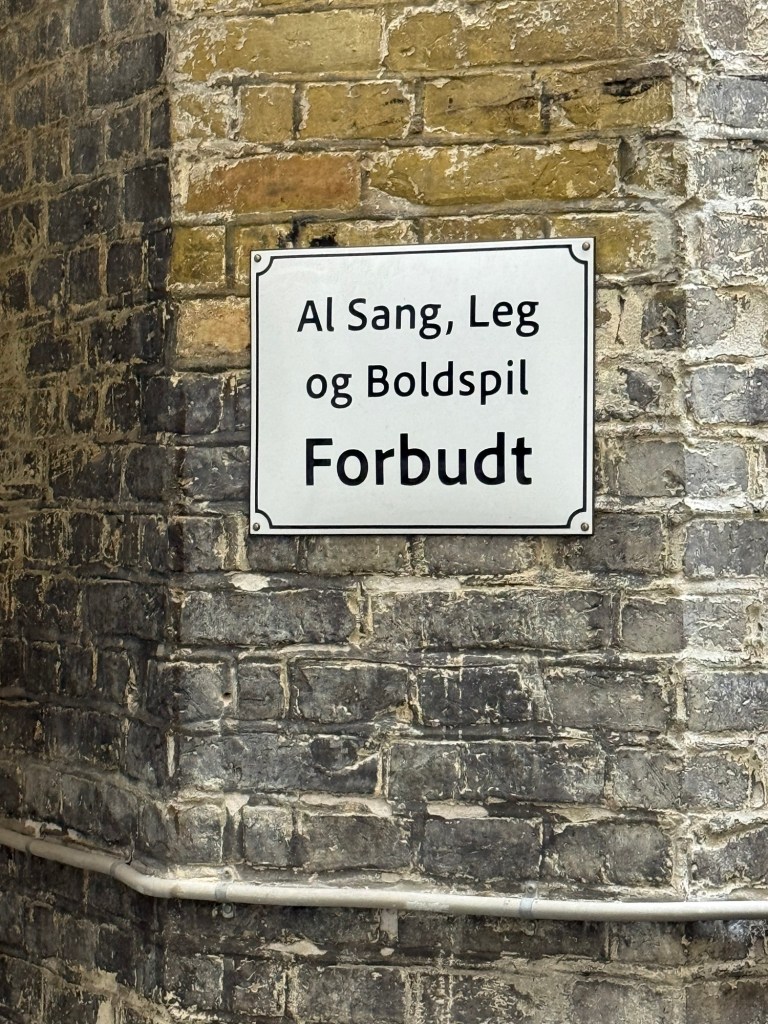 Al Sang, Leg
og Boldspil
Forbudt